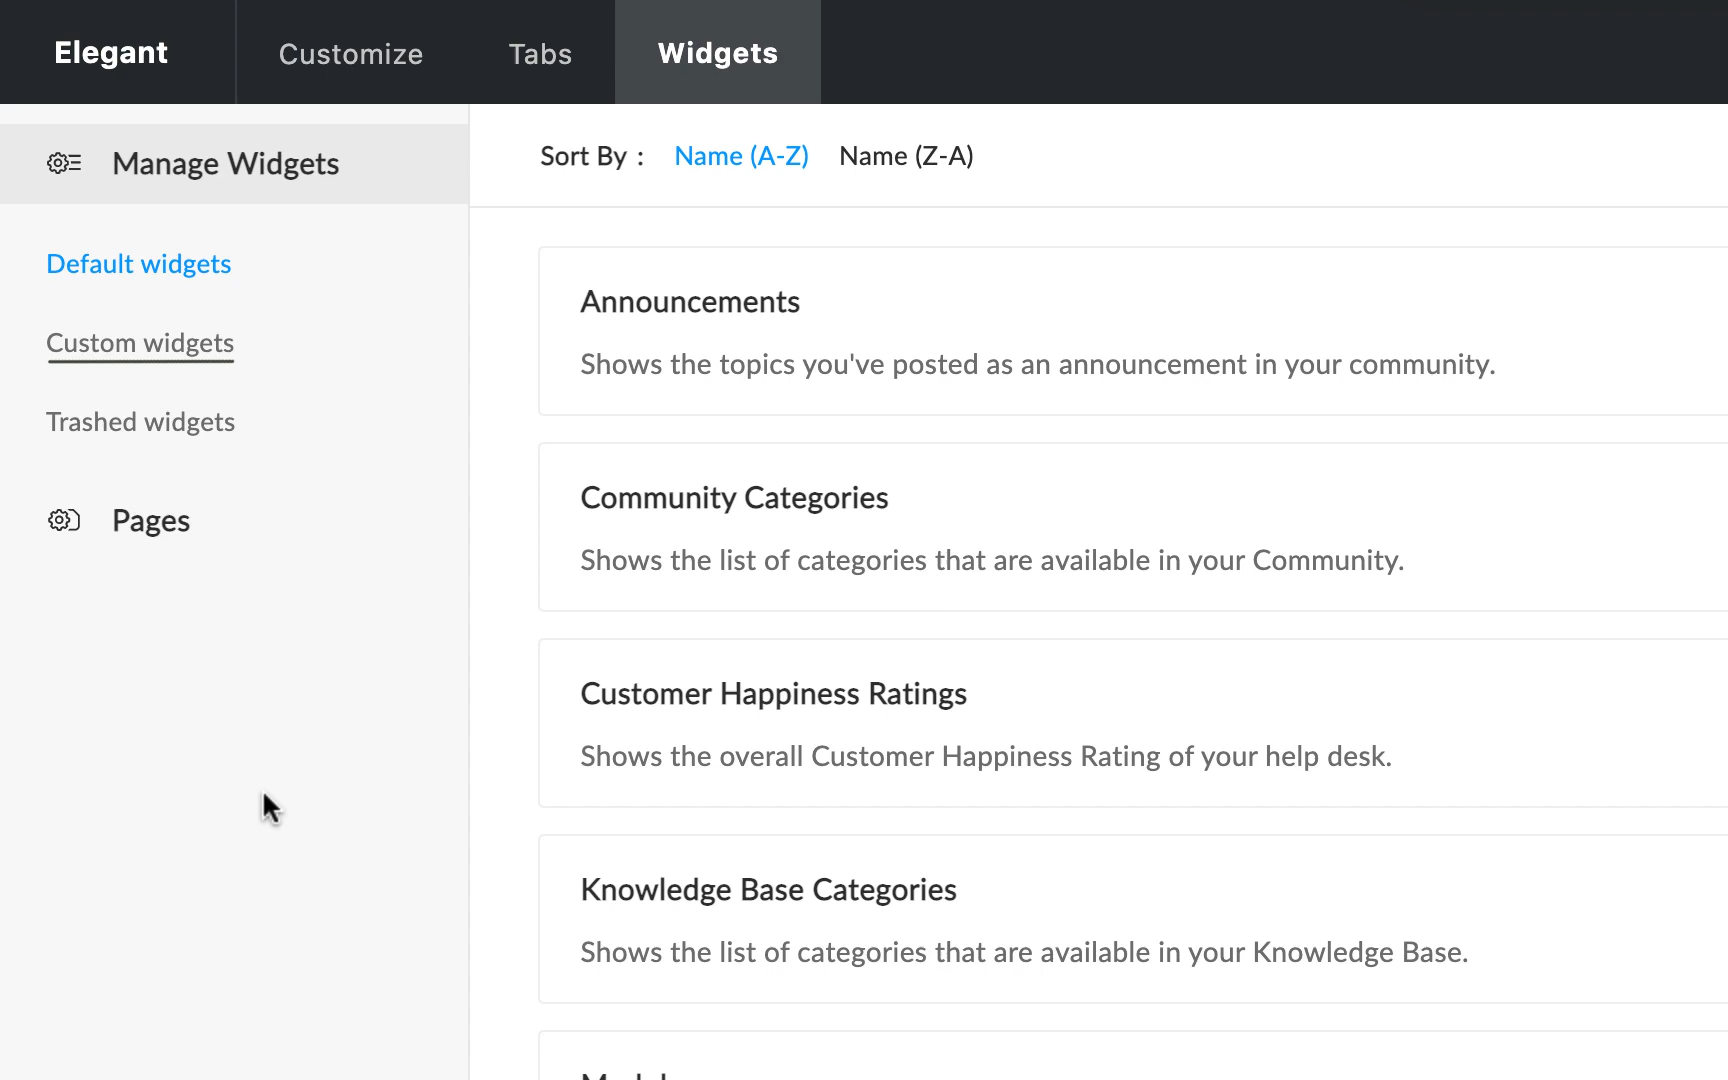 Elegant
Customize
Tabs
Widgets
Manage Widgets
Default widgets
Custom widgets
Trashed widgets
Pages
Sort By : Name (A-Z) Name (Z-A)
Announcements
Shows the topics you've posted as an announcement in your community.
Community Categories
Shows the list of categories that are available in your Community.
Customer Happiness Ratings
Shows the overall Customer Happiness Rating of your help desk.
Knowledge Base Categories
Shows the list of categories that are available in your Knowledge Base.